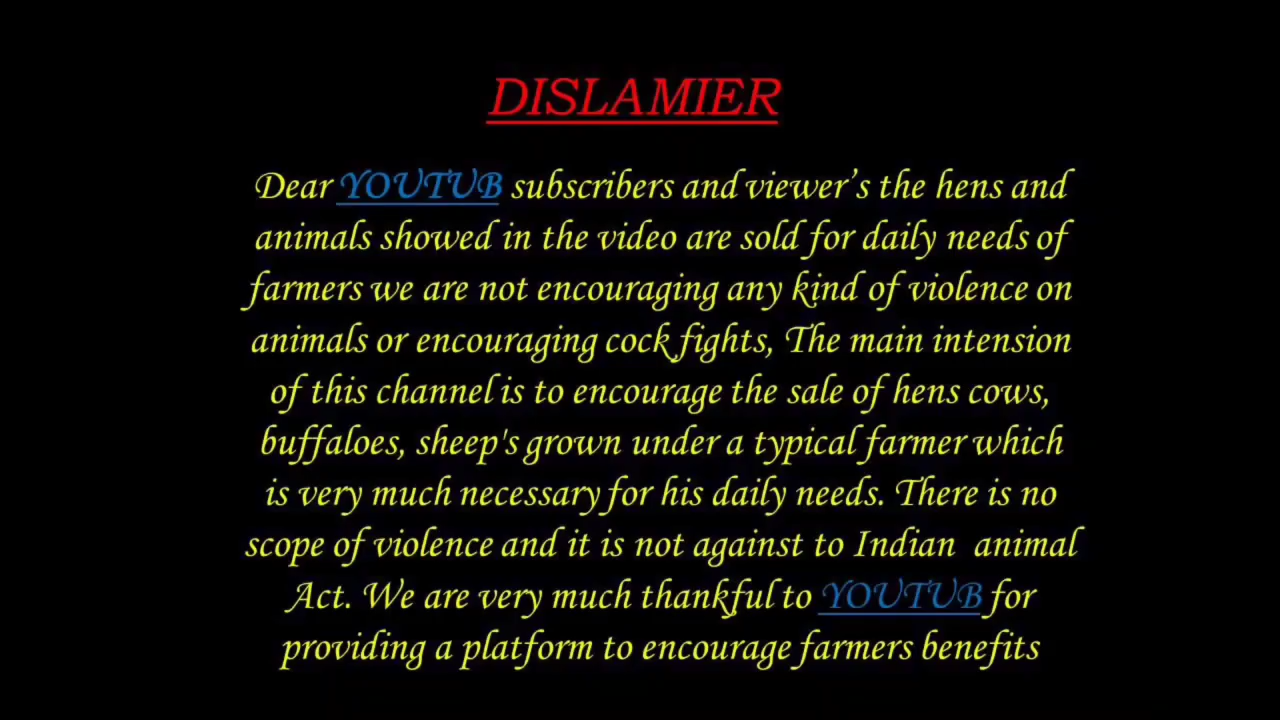 DISLAMIER
Dear YOUTUB subscribers and viewer’s the hens and
animals showed in the video are sold for daily needs of
farmers we are not encouraging any kind of violence on
animals or encouraging cock fights, The main intension
of this channel is to encourage the sale of hens cows,
buffaloes, sheep's grown under a typical farmer which
is very much necessary for his daily needs. There is no
scope of violence and it is not against to Indian  animal
Act. We are very much thankful to YOUTUB for
providing a platform to encourage farmers benefits